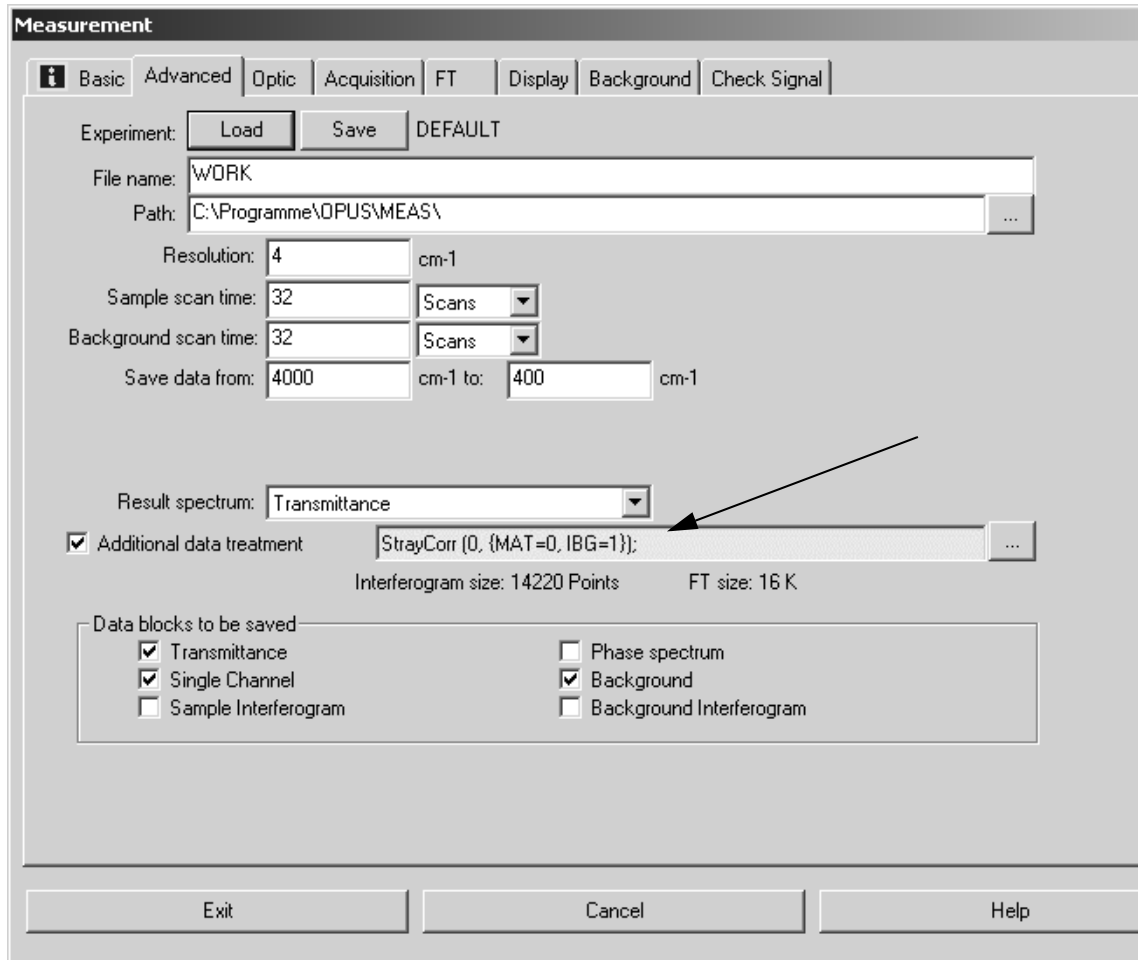 Measurement
i Basic Advanced Optic Acquisition FT Display Background Check Signal
Experiment: Load Save DEFAULT
File name: WORK
Path: C:\Programme\OPUS\MEAS\ ...
Resolution: 4 cm-1
Sample scan time: 32 Scans
Background scan time: 32 Scans
Save data from: 4000 cm-1 to: 400 cm-1
Result spectrum: Transmittance
Additional data treatment StrayCorr (0, {MAT=0, IBG=1}); ...
Interferogram size: 14220 Points FT size: 16 K
Data blocks to be saved
Transmittance Phase spectrum
Single Channel Background
Sample Interferogram Background Interferogram
Exit Cancel Help